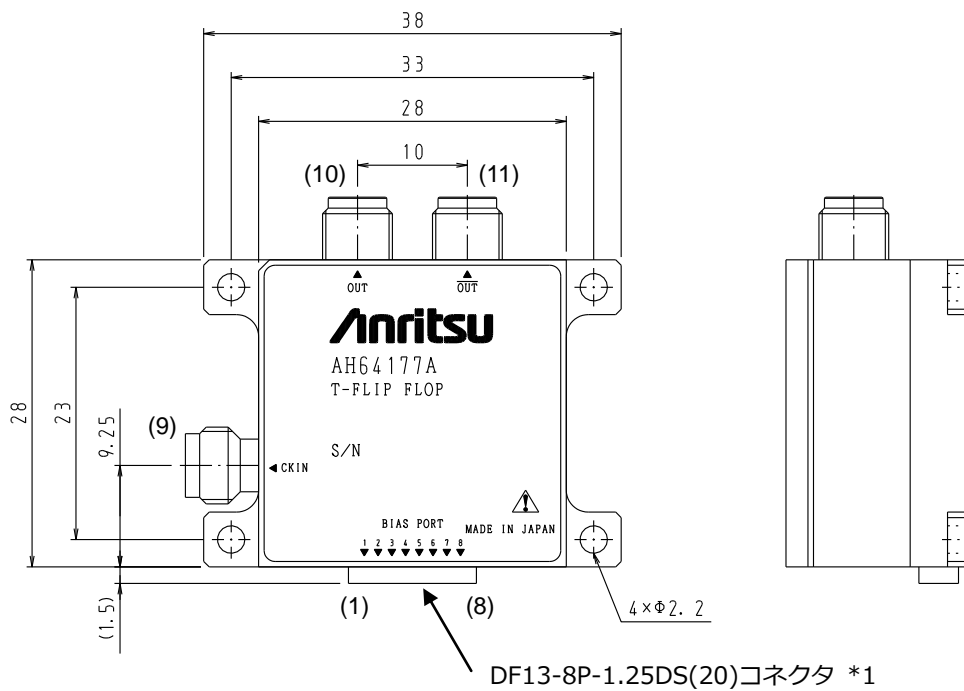 38
33
28
10
(10)
(11)
OUT
OUT
Anritsu
AH64177A
T-FLIP FLOP
28
23
9.25
(9)
S/N
CKIN
BIAS PORT
MADE IN JAPAN
1 2 3 4 5 6 7 8
(1.5)
(1)
(8)
4×Φ2.2
DF13-8P-1.25DS(20)コネクタ *1